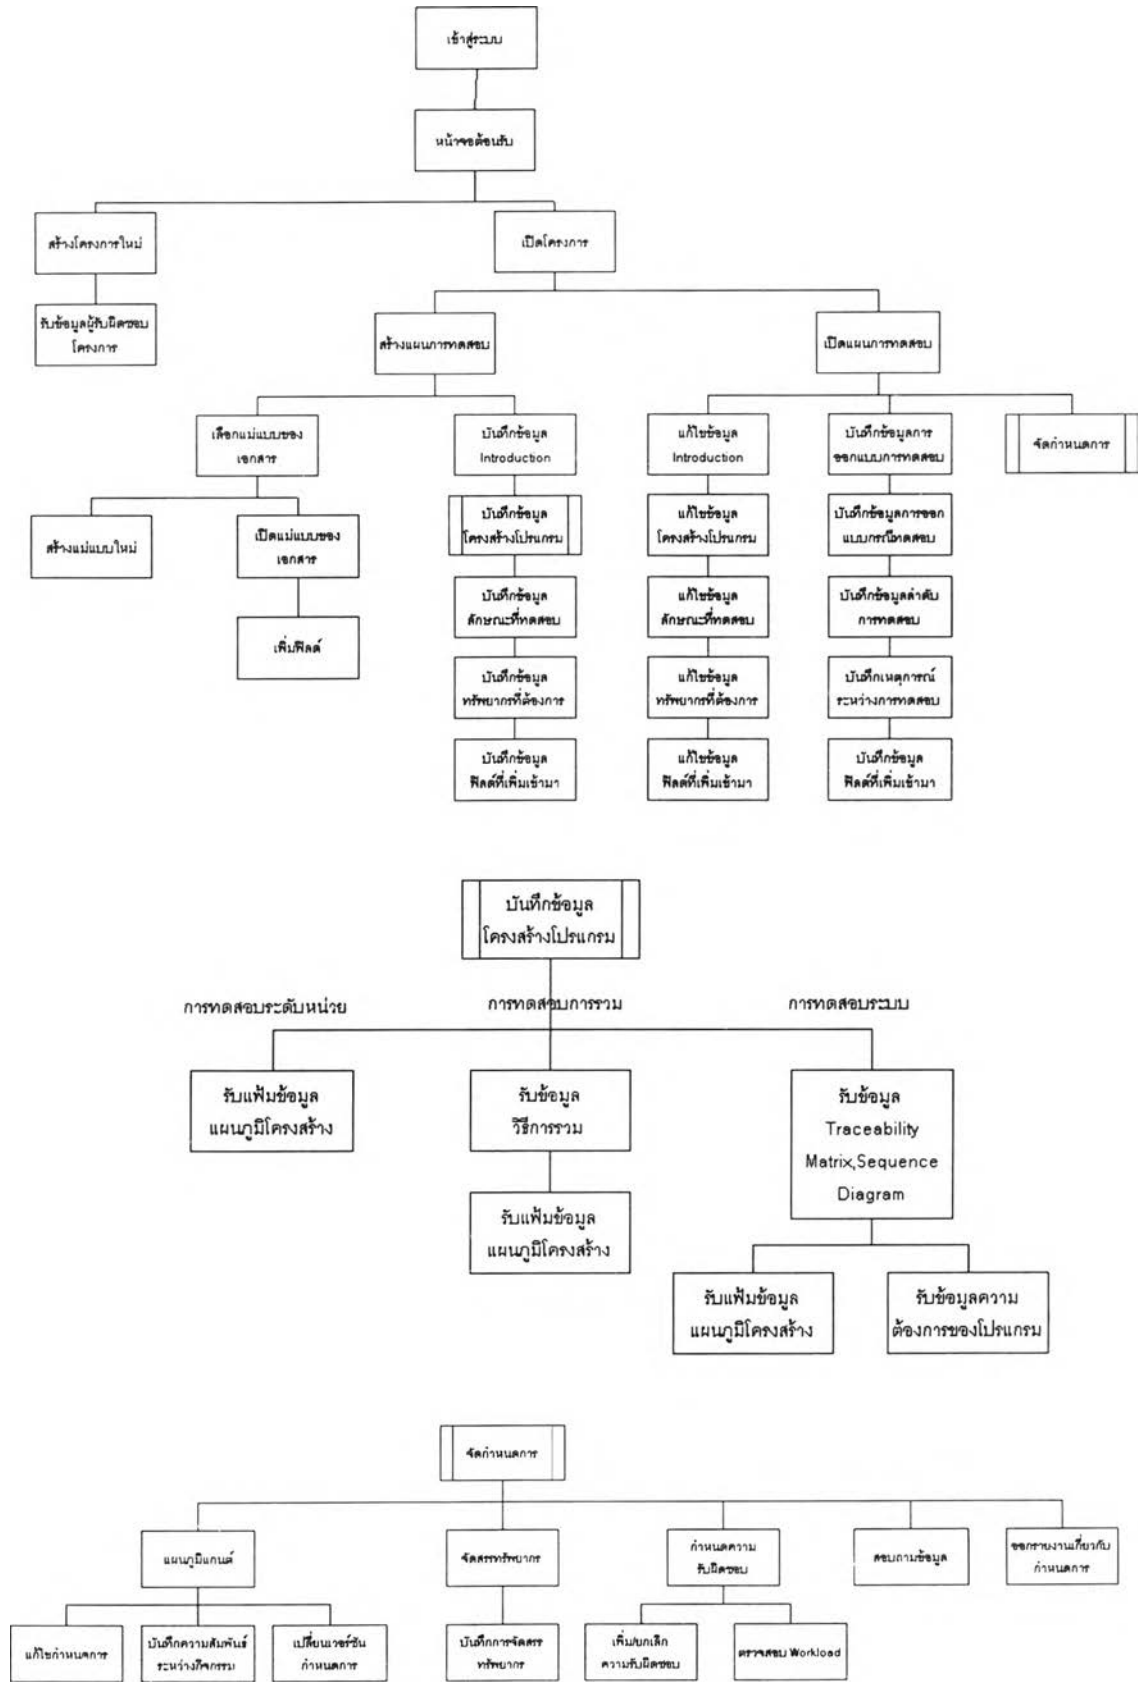 เข้าสู่ระบบ
หน้าจอต้อนรับ
สร้างโครงการใหม่
เปิดโครงการ
รับข้อมูลผู้รับผิดชอบ
โครงการ
สร้างแผนการทดสอบ
เปิดแผนการทดสอบ
เลือกแม่แบบของ
เอกสาร
บันทึกข้อมูล
Introduction
แก้ไขข้อมูล
Introduction
บันทึกข้อมูลการ
ออกแบบการทดสอบ
จัดกำหนดการ
สร้างแม่แบบใหม่
เปิดแม่แบบของ
เอกสาร
บันทึกข้อมูล
โครงสร้างโปรแกรม
แก้ไขข้อมูล
โครงสร้างโปรแกรม
บันทึกข้อมูลการออก
แบบกรณีทดสอบ
เพิ่มฟิลด์
บันทึกข้อมูล
ลักษณะที่ทดสอบ
แก้ไขข้อมูล
ลักษณะที่ทดสอบ
บันทึกข้อมูลลำดับ
การทดสอบ
บันทึกข้อมูล
ทรัพยากรที่ต้องการ
แก้ไขข้อมูล
ทรัพยากรที่ต้องการ
บันทึกเหตุการณ์
ระหว่างการทดสอบ
บันทึกข้อมูล
ฟิลด์ที่เพิ่มเข้ามา
แก้ไขข้อมูล
ฟิลด์ที่เพิ่มเข้ามา
บันทึกข้อมูล
ฟิลด์ที่เพิ่มเข้ามา
บันทึกข้อมูล
โครงสร้างโปรแกรม
การทดสอบระดับหน่วย
การทดสอบการรวม
การทดสอบระบบ
รับแฟ้มข้อมูล
แผนภูมิโครงสร้าง
รับข้อมูล
วิธีการรวม
รับข้อมูล
Traceability
Matrix,Sequence
Diagram
รับแฟ้มข้อมูล
แผนภูมิโครงสร้าง
รับแฟ้มข้อมูล
แผนภูมิโครงสร้าง
รับข้อมูลความ
ต้องการของโปรแกรม
จัดกำหนดการ
แผนภูมิแกนต์
จัดสรรทรัพยากร
กำหนดความ
รับผิดชอบ
สอบถามข้อมูล
ออกรายงานเกี่ยวกับ
กำหนดการ
แก้ไขกำหนดการ
บันทึกความสัมพันธ์
ระหว่างกิจกรรม
เปลี่ยนเวอร์ชัน
กำหนดการ
บันทึกการจัดสรร
ทรัพยากร
เพิ่ม/ยกเลิก
ความรับผิดชอบ
ตรวจสอบ Workload